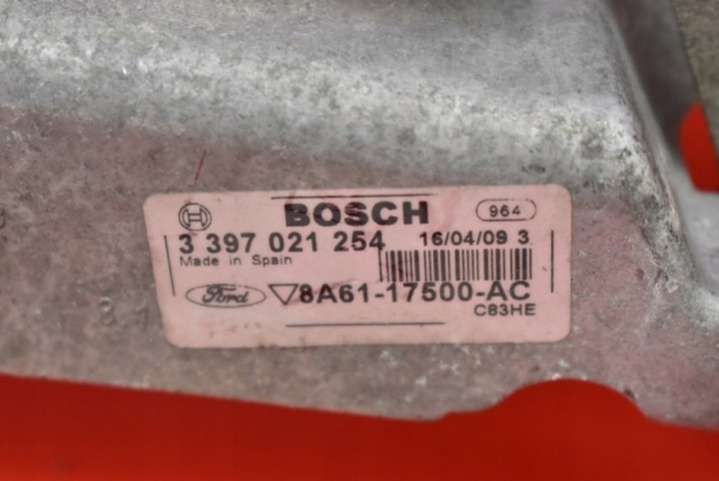 BOSCH 964
3 397 021 254 16/04/09 3
Made in Spain
Ford 8A61-17500-AC
C83HE